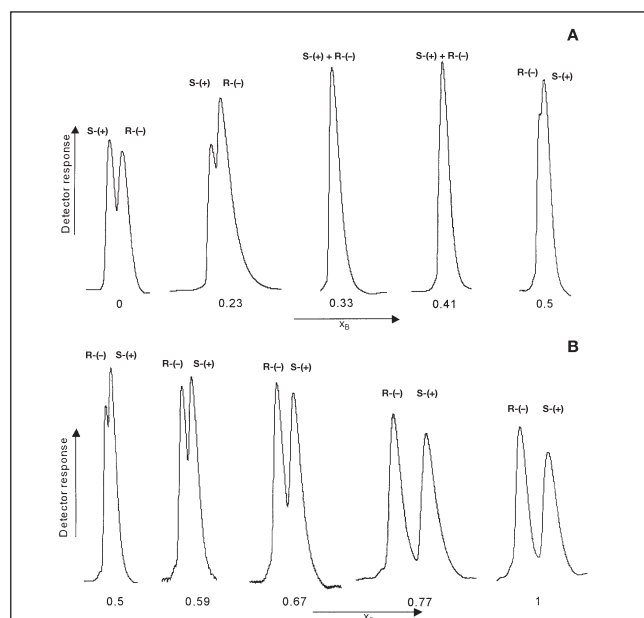 A
S-(+) + R-(–) S-(+) + R-(–)
R-(–) S-(+)
S-(+) R-(–)
S-(+) R-(–)
Detector response
0 0.23 0.33 0.41 0.5
xB
B
R-(–) S-(+) R-(–) S-(+) R-(–) S-(+)
R-(–) S-(+) R-(–) S-(+)
Detector response
0.5 0.59 0.67 0.77 1